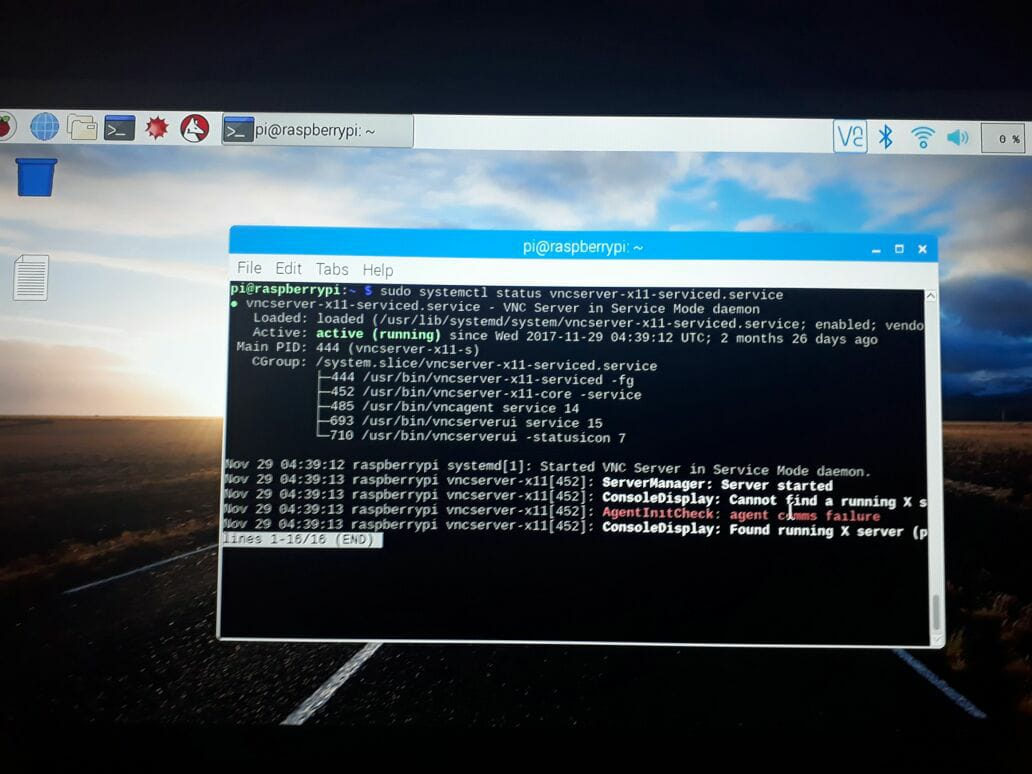 pi@raspberrypi: ~
VNC
0 %
pi@raspberrypi: ~
File Edit Tabs Help
pi@raspberrypi:~ $ sudo systemctl status vncserver-x11-serviced.service
● vncserver-x11-serviced.service - VNC Server in Service Mode daemon
Loaded: loaded (/usr/lib/systemd/system/vncserver-x11-serviced.service; enabled; vendo
Active: active (running) since Wed 2017-11-29 04:39:12 UTC; 2 months 26 days ago
Main PID: 444 (vncserver-x11-s)
CGroup: /system.slice/vncserver-x11-serviced.service
├─444 /usr/bin/vncserver-x11-serviced -fg
├─452 /usr/bin/vncserver-x11-core -service
├─485 /usr/bin/vncagent service 14
├─693 /usr/bin/vncserverui service 15
└─710 /usr/bin/vncserverui -statusicon 7
Nov 29 04:39:12 raspberrypi systemd[1]: Started VNC Server in Service Mode daemon.
Nov 29 04:39:13 raspberrypi vncserver-x11[452]: ServerManager: Server started
Nov 29 04:39:13 raspberrypi vncserver-x11[452]: ConsoleDisplay: Cannot find a running X s
Nov 29 04:39:13 raspberrypi vncserver-x11[452]: AgentInitCheck: agent comms failure
Nov 29 04:39:13 raspberrypi vncserver-x11[452]: ConsoleDisplay: Found running X server (p
lines 1-16/16 (END)